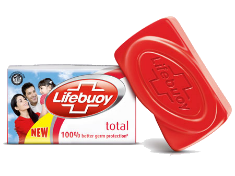 Lifebuoy
total
NEW
100% better germ protection*
Lifebuoy